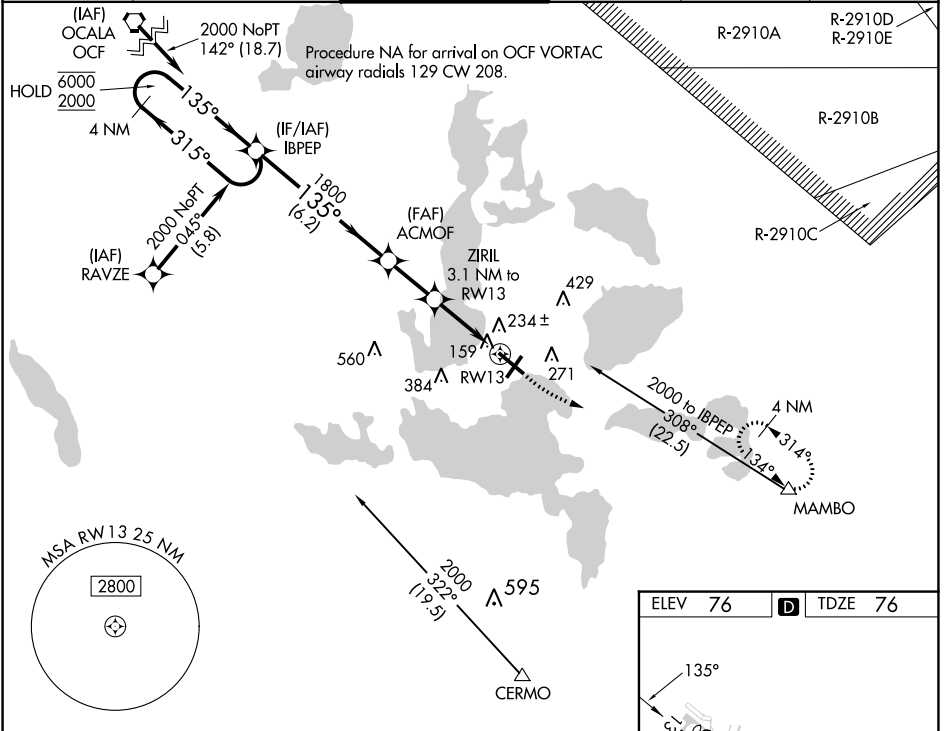 (IAF)
OCALA
OCF
2000 NoPT
142° (18.7)
Procedure NA for arrival on OCF VORTAC
airway radials 129 CW 208.
R-2910A
R-2910D
R-2910E
HOLD 6000
2000
4 NM
135°
315°
(IF/IAF)
IBPEP
R-2910B
1800
135°
(6.2)
2000 NoPT
045°
(5.8)
(IAF)
RAVZE
(FAF)
ACMOF
R-2910C
ZIRIL
3.1 NM to
RW13
429
234 ±
159
560
384
RW13
271
2000 to IBPEP
308°
(22.5)
4 NM
314°
134°
MAMBO
MSA RW13 25 NM
2800
2000
322°
(19.5)
595
CERMO
ELEV 76
D
TDZE 76
135°